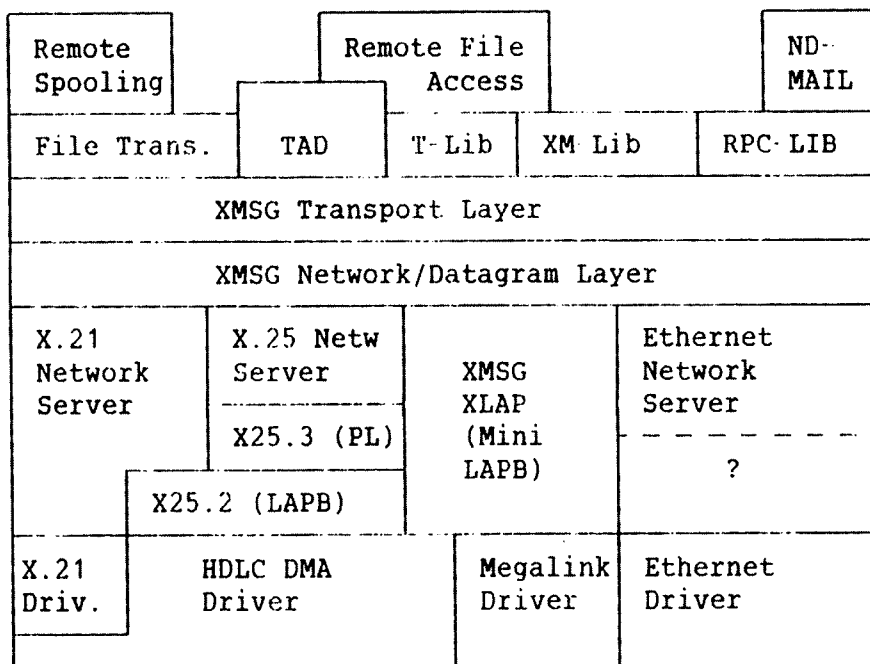 Remote
Spooling
Remote File
Access
ND-
MAIL
File Trans.
TAD
T-Lib
XM-Lib
RPC-LIB
XMSG Transport Layer
XMSG Network/Datagram Layer
X.21
Network
Server
X.25 Netw
Server
X25.3 (PL)
X25.2 (LAPB)
XMSG
XLAP
(Mini
LAPB)
Ethernet
Network
Server
?
X.21
Driv.
HDLC DMA
Driver
Megalink
Driver
Ethernet
Driver